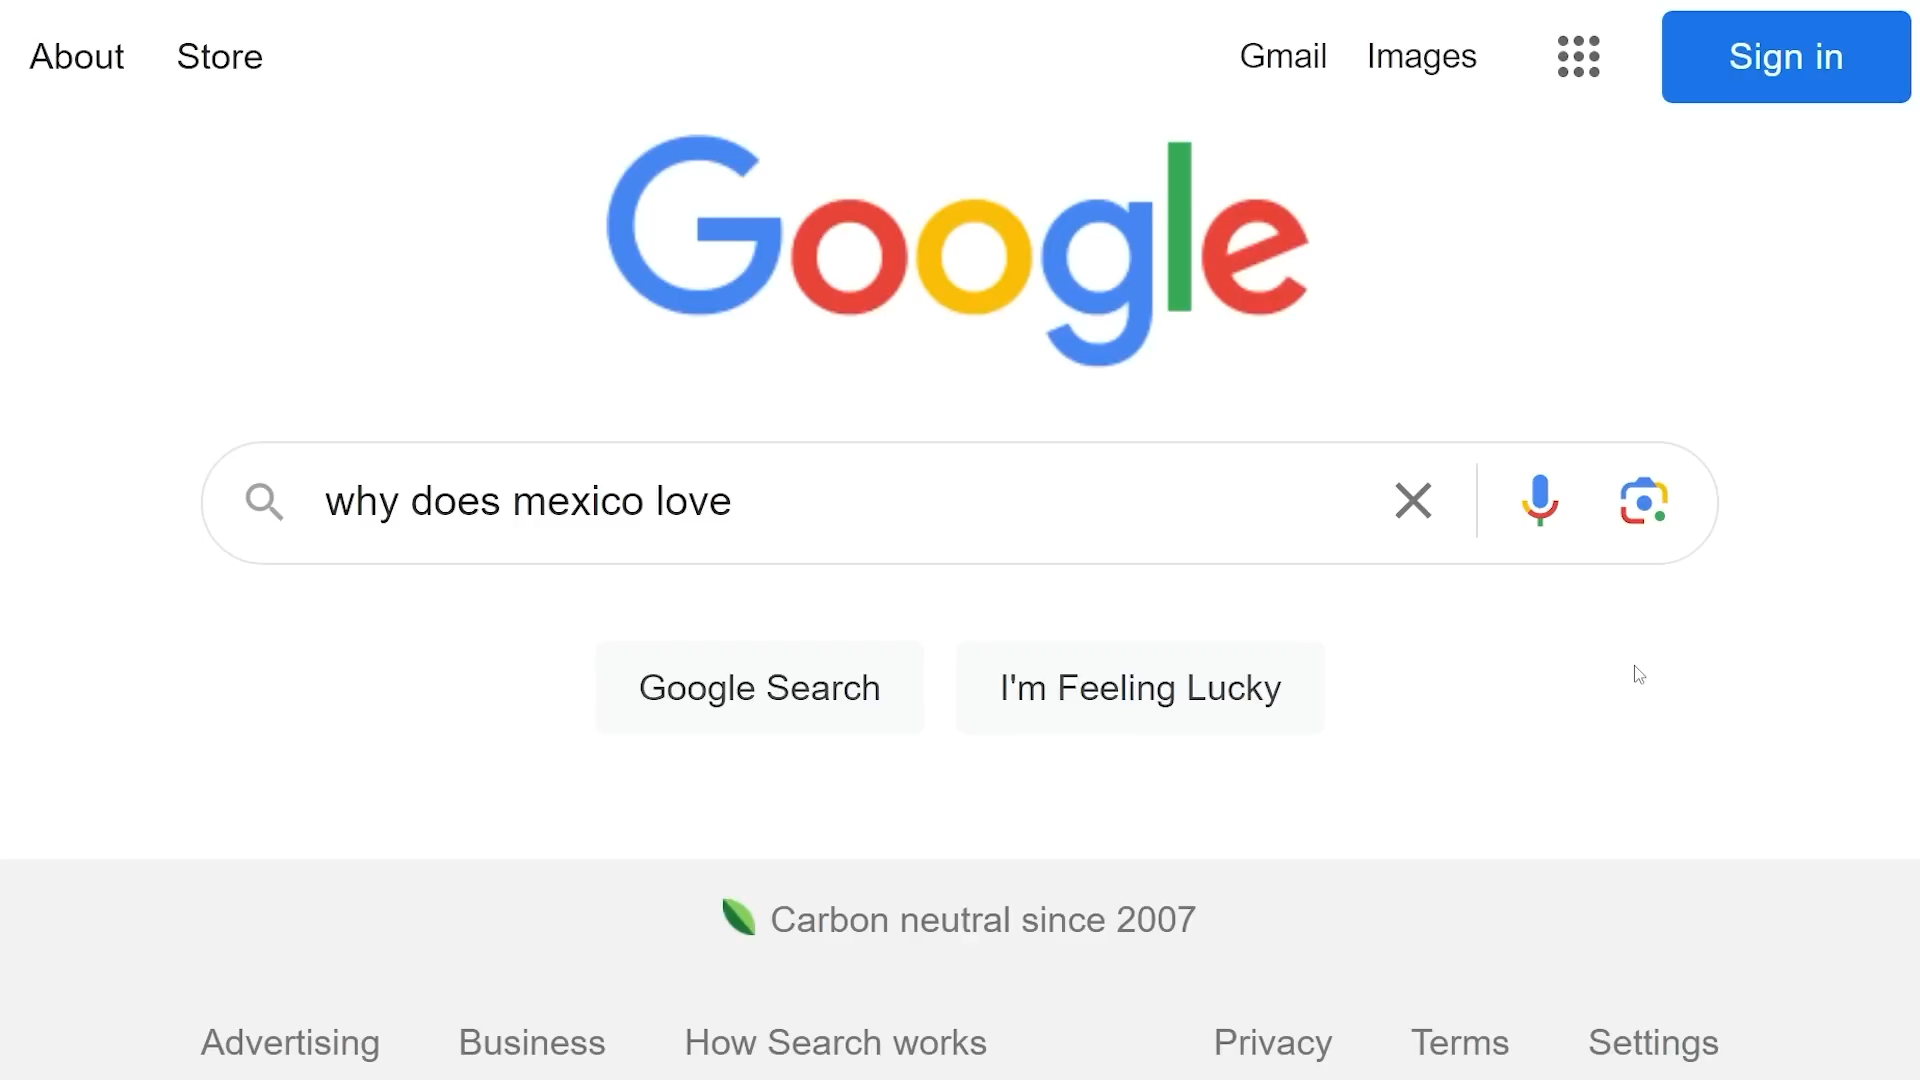 About Store Gmail Images Sign in
Google
why does mexico love
Google Search I'm Feeling Lucky
Carbon neutral since 2007
Advertising Business How Search works Privacy Terms Settings